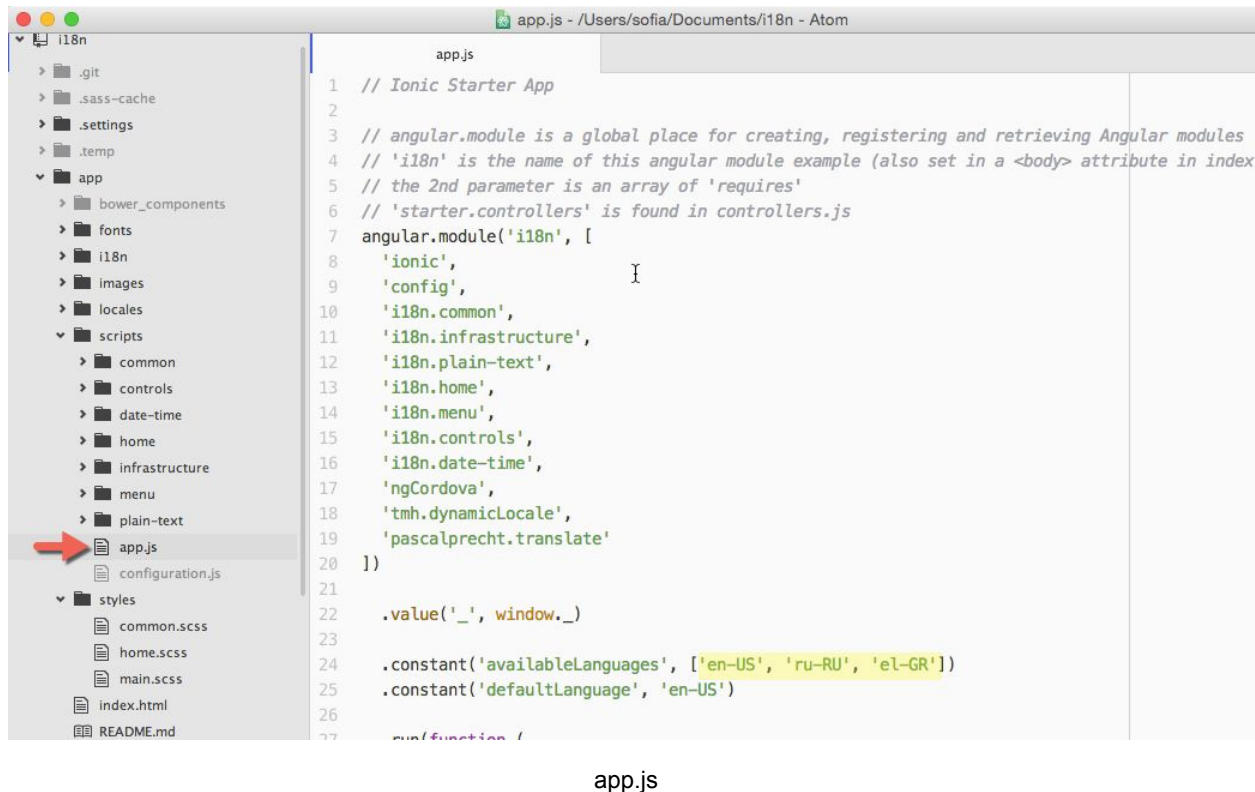 app.js - /Users/sofia/Documents/i18n - Atom
i18n
.git
.sass-cache
.settings
.temp
app
bower_components
fonts
i18n
images
locales
scripts
common
controls
date-time
home
infrastructure
menu
plain-text
app.js
configuration.js
styles
common.scss
home.scss
main.scss
index.html
README.md
app.js
1 // Ionic Starter App
2
3 // angular.module is a global place for creating, registering and retrieving Angular modules
4 // 'i18n' is the name of this angular module example (also set in a <body> attribute in index
5 // the 2nd parameter is an array of 'requires'
6 // 'starter.controllers' is found in controllers.js
7 angular.module('i18n', [
8 'ionic',
9 'config',
10 'i18n.common',
11 'i18n.infrastructure',
12 'i18n.plain-text',
13 'i18n.home',
14 'i18n.menu',
15 'i18n.controls',
16 'i18n.date-time',
17 'ngCordova',
18 'tmh.dynamicLocale',
19 'pascalprecht.translate'
20 ])
21
22 .value('_', window._)
23
24 .constant('availableLanguages', ['en-US', 'ru-RU', 'el-GR'])
25 .constant('defaultLanguage', 'en-US')
26
27 .run(function (
app.js